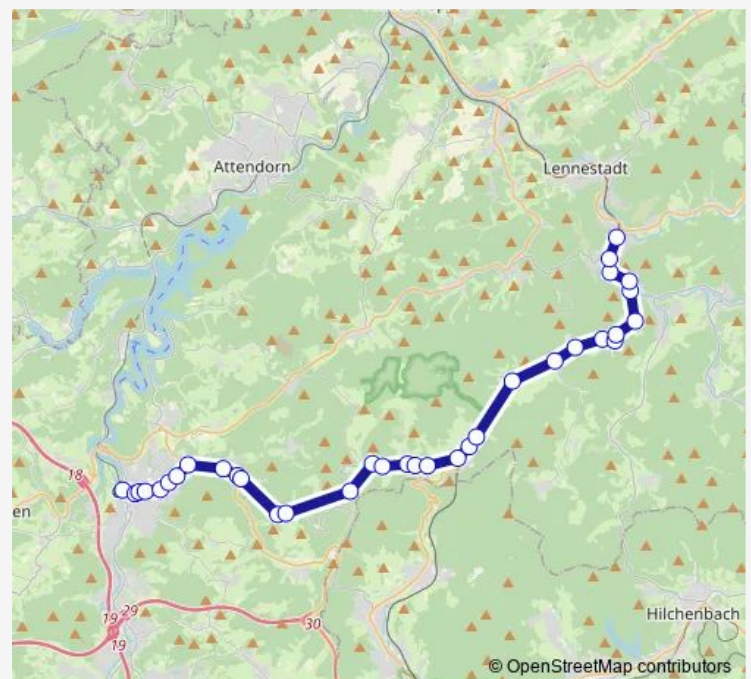 Attendorn
Lennestadt
18
en
19 29
19
30
Hilchenbach
© OpenStreetMap contributors